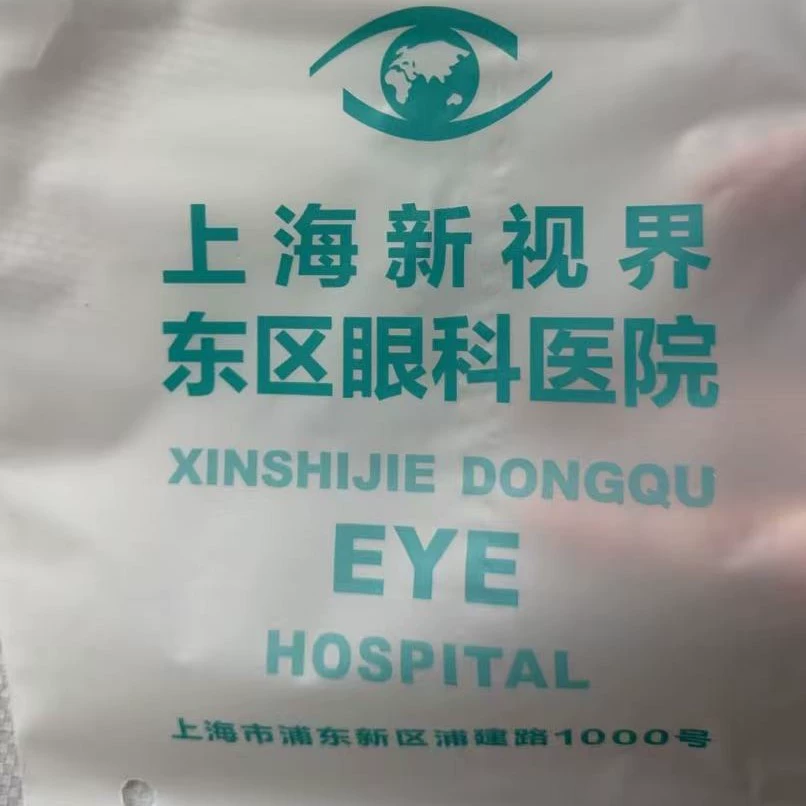 上海新视界
东区眼科医院
XINSHIJIE DONGQU
EYE
HOSPITAL
上海市浦东新区浦建路1000号